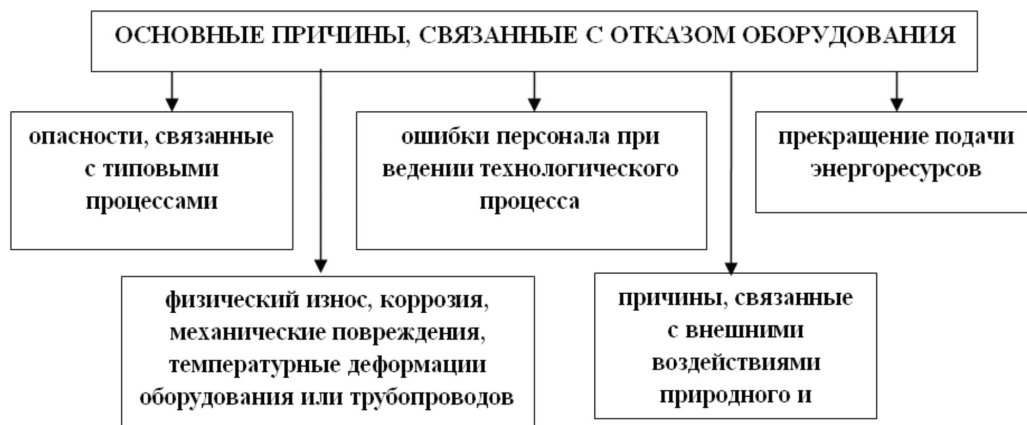 ОСНОВНЫЕ ПРИЧИНЫ, СВЯЗАННЫЕ С ОТКАЗОМ ОБОРУДОВАНИЯ
опасности, связанные
с типовыми
процессами
ошибки персонала при
ведении технологического
процесса
прекращение подачи
энергоресурсов
физический износ, коррозия,
механические повреждения,
температурные деформации
оборудования или трубопроводов
причины, связанные
с внешними
воздействиями
природного и